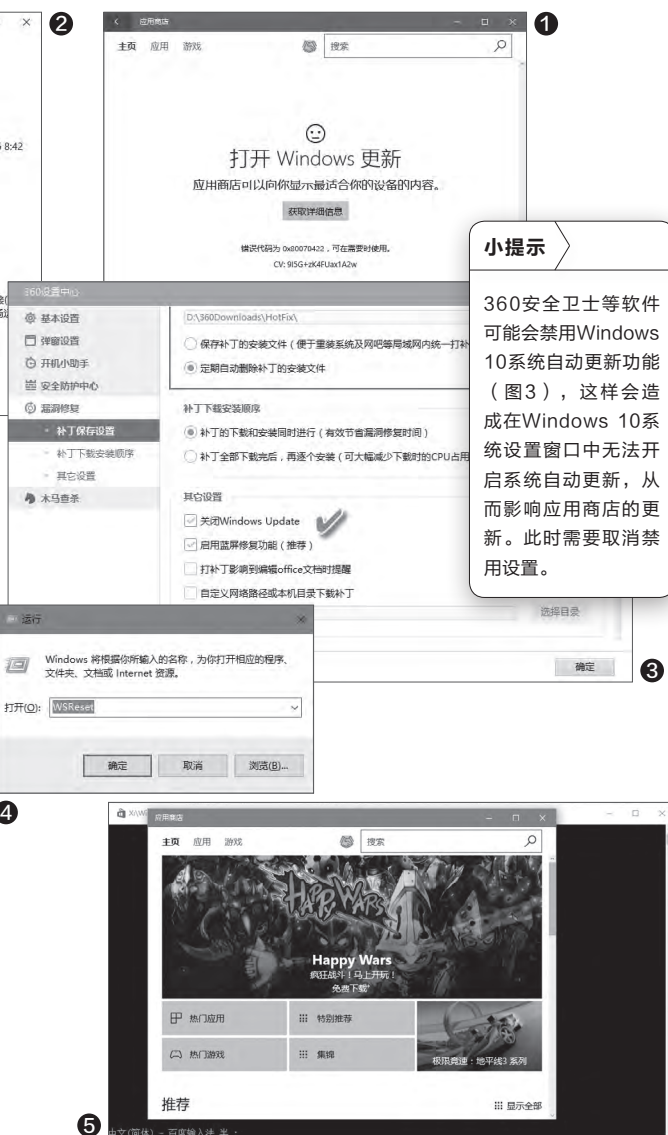 2
应用商店
1
主页 应用 游戏
搜索
8:42
打开 Windows 更新
应用商店可以向你显示最适合你的设备的内容。
获取详细信息
错误代码为 0x80070422，可在需要时使用。
CV: 9I5G+zK4FUax1A2w
小提示
360安全卫士等软件
可能会禁用Windows
10系统自动更新功能
（图3），这样会造
成在Windows 10系
统设置窗口中无法开
启系统自动更新，从
而影响应用商店的更
新。此时需要取消禁
用设置。
360设置中心
基本设置
弹窗设置
开机小助手
安全防护中心
漏洞修复
补丁保存设置
补丁下载安装顺序
其它设置
木马查杀
D:\360Downloads\HotFix\
保存补丁的安装文件（便于重装系统及网吧等局域网内统一打补
定期自动删除补丁的安装文件
补丁下载安装顺序
补丁的下载和安装同时进行（有效节省漏洞修复时间）
补丁全部下载完后，再逐个安装（可大幅减少下载时的CPU占用
其它设置
关闭Windows Update
启用蓝屏修复功能（推荐）
打补丁影响到编辑office文档时提醒
自定义网络路径或本机目录下载补丁
选择目录
确定
3
运行
Windows 将根据你所输入的名称，为你打开相应的程序、
文件夹、文档或 Internet 资源。
打开(O): WSReset
确定 取消 浏览(B)...
4
应用商店
主页 应用 游戏
搜索
HAPPY WARS
Happy Wars
疯狂战斗！马上开玩！
免费下载*
热门应用
特别推荐
热门游戏
集锦
极限竞速：地平线3 系列
推荐
显示全部
5
中文(简体) - 百度输入法 半 :